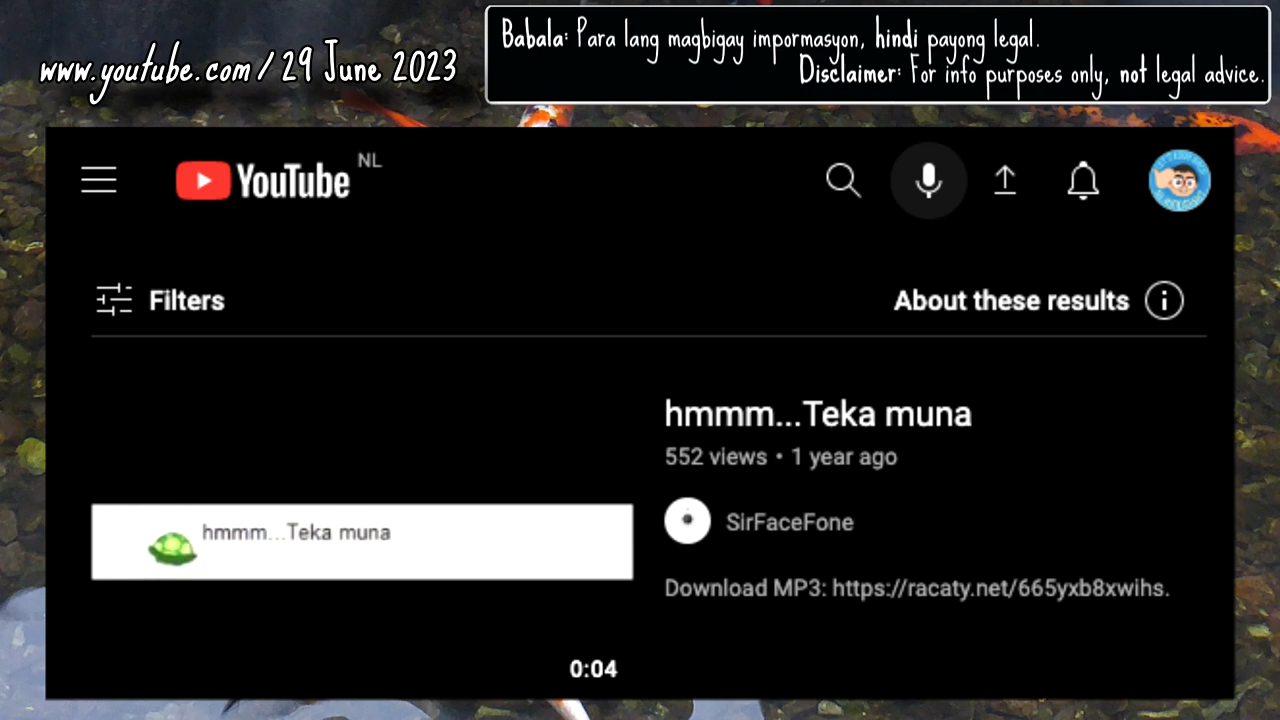 www.youtube.com / 29 June 2023
Babala: Para lang magbigay impormasyon, hindi payong legal.
Disclaimer: For info purposes only, not legal advice.
YouTube NL
Filters
About these results
hmmm...Teka muna
552 views • 1 year ago
SirFaceFone
hmmm...Teka muna
Download MP3: https://racaty.net/665yxb8xwihs.
0:04